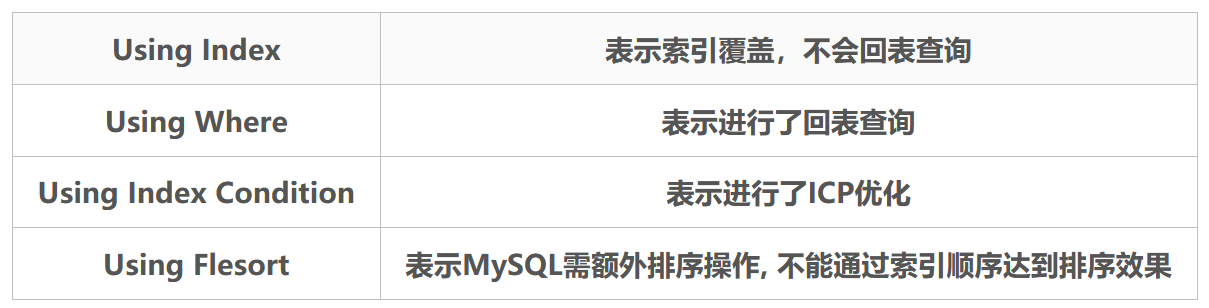 Using Index 表示索引覆盖，不会回表查询
Using Where 表示进行了回表查询
Using Index Condition 表示进行了ICP优化
Using Flesort 表示MySQL需额外排序操作, 不能通过索引顺序达到排序效果